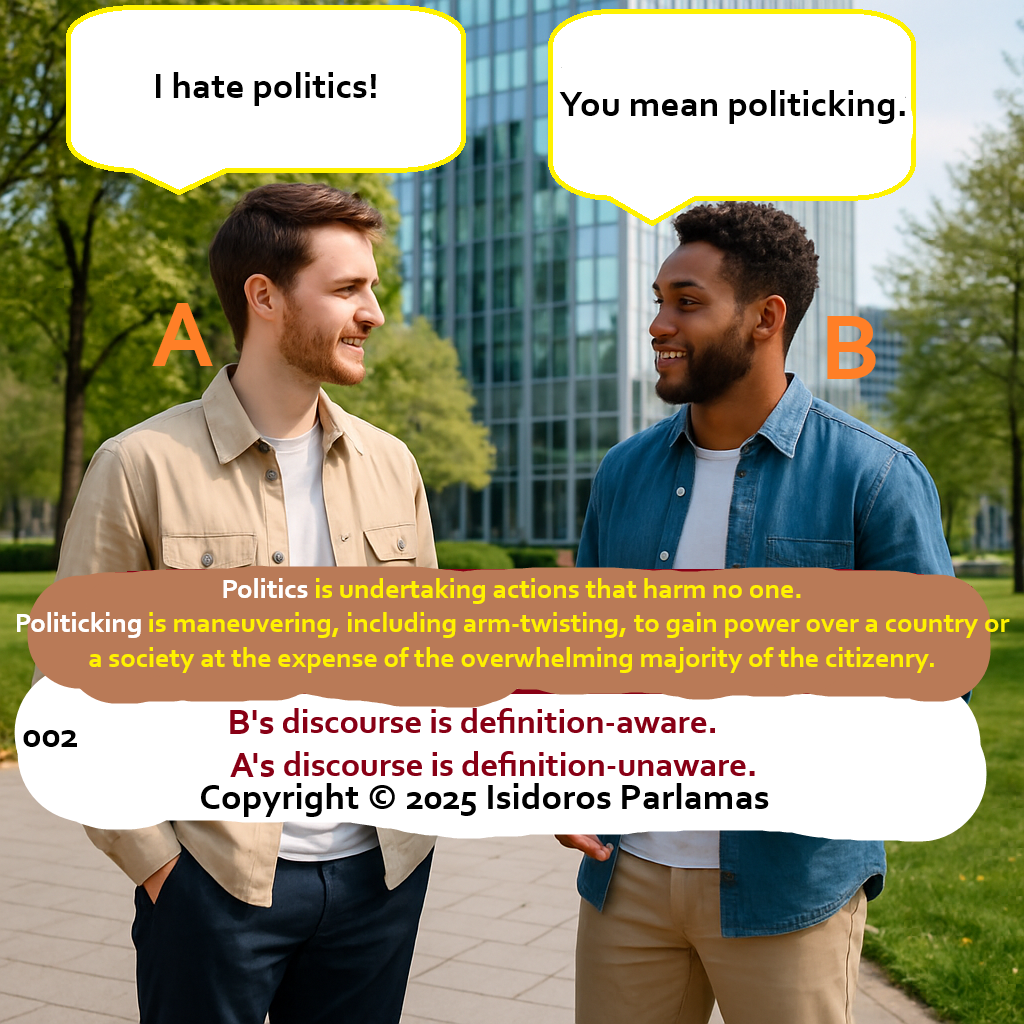 I hate politics!
You mean politicking.
A
B
Politics is undertaking actions that harm no one.
Politicking is maneuvering, including arm-twisting, to gain power over a country or
a society at the expense of the overwhelming majority of the citizenry.
B's discourse is definition-aware.
002
A's discourse is definition-unaware.
Copyright © 2025 Isidoros Parlamas